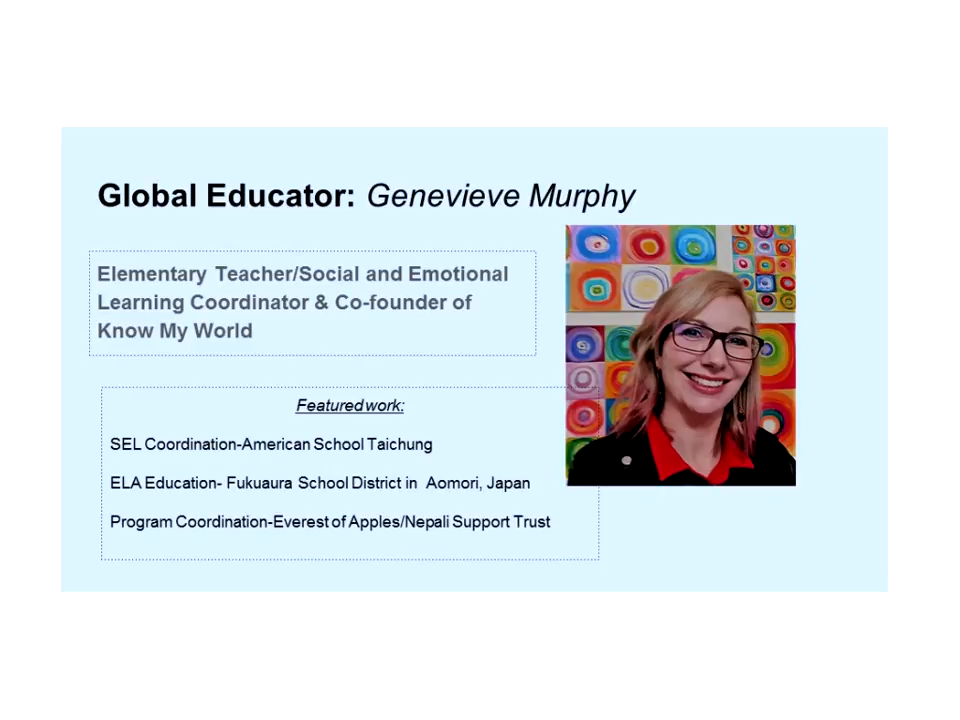 Global Educator: Genevieve Murphy
Elementary Teacher/Social and Emotional
Learning Coordinator & Co-founder of
Know My World
Featured work:
SEL Coordination-American School Taichung
ELA Education- Fukuaura School District in Aomori, Japan
Program Coordination-Everest of Apples/Nepali Support Trust